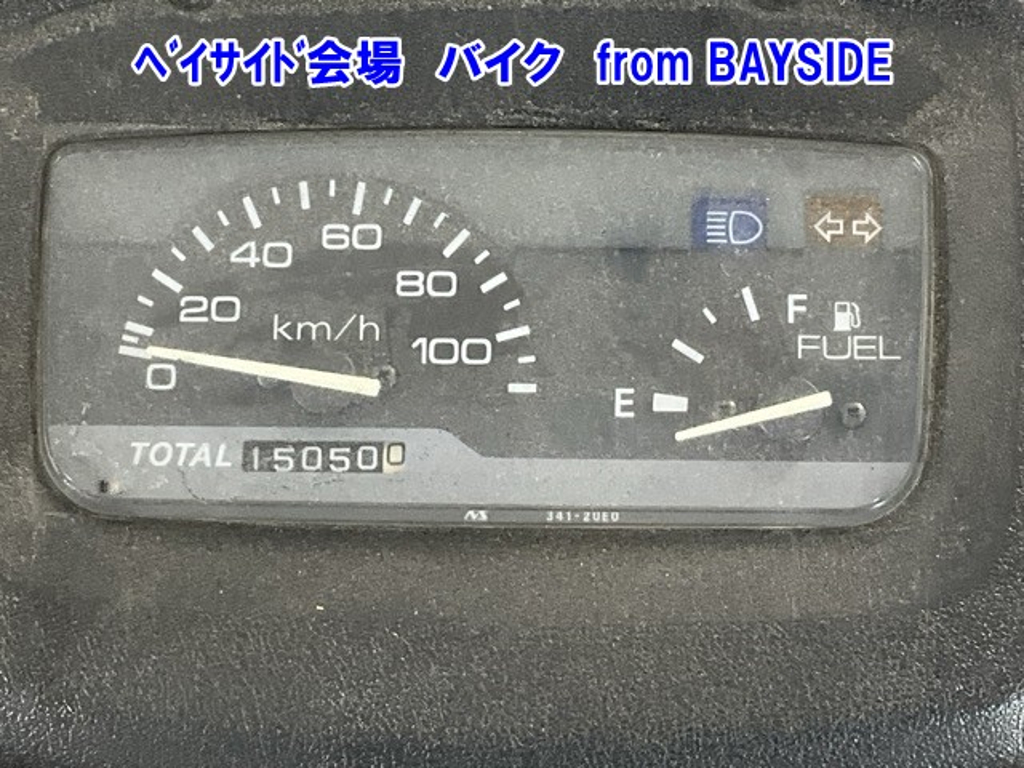 ﾍﾞｲｻｲﾄﾞ会場　バイク　from BAYSIDE
60
40
80
20
km/h
100
0
F
FUEL
E
TOTAL 150500
341-20E0